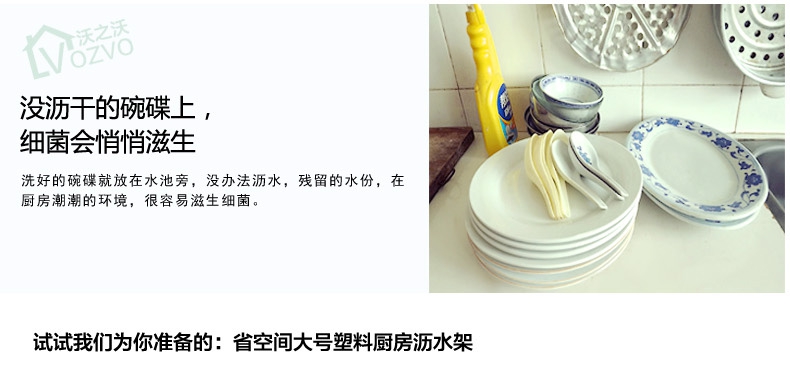 沃之沃
VOZVO
没沥干的碗碟上，
细菌会悄悄滋生
洗好的碗碟就放在水池旁，没办法沥水，残留的水份，在
厨房潮潮的环境，很容易滋生细菌。
试试我们为你准备的：省空间大号塑料厨房沥水架